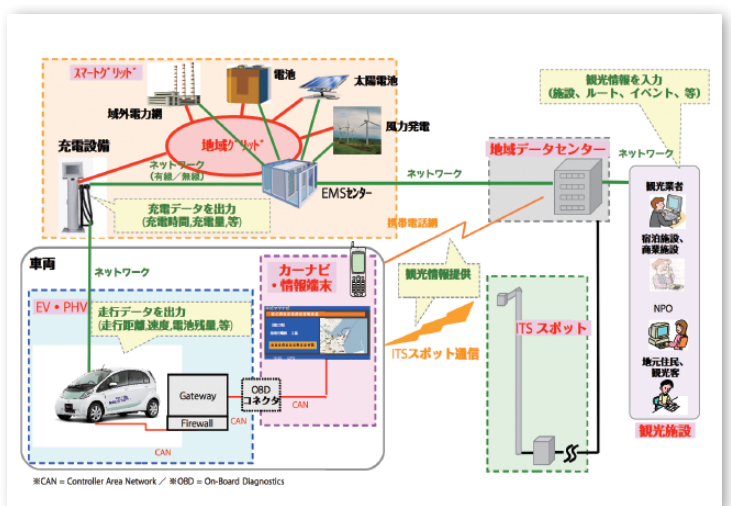 スマートグリッド
電池
太陽電池
域外電力網
風力発電
地域グリッド
充電設備
ネットワーク
(有線/無線)
EMSセンター
充電データを出力
(充電時間,充電量,等)
ネットワーク
地域データセンター
ネットワーク
観光情報を入力
(施設、ルート、イベント、等)
観光業者
宿泊施設、
商業施設
NPO
地元住民、
観光客
観光施設
携帯電話網
観光情報提供
ITSスポット通信
ITS スポット
車両
ネットワーク
カーナビ
・情報端末
EV・PHV
走行データを出力
(走行距離,速度,電池残量,等)
Gateway
Firewall
OBD
コネクタ
CAN
CAN
CAN
※CAN = Controller Area Network / ※OBD = On-Board Diagnostics